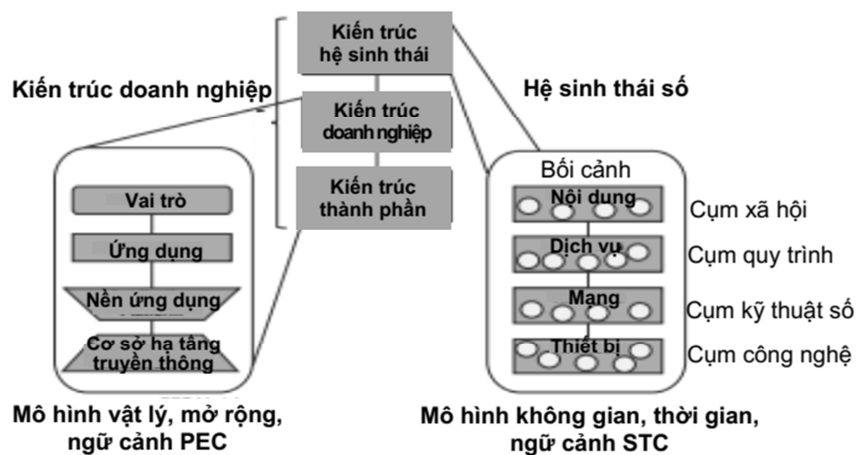 Kiến trúc
hệ sinh thái
Kiến trúc doanh nghiệp
Hệ sinh thái số
Kiến trúc
doanh nghiệp
Kiến trúc
thành phần
Vai trò
Ứng dụng
Nền ứng dụng
Cơ sở hạ tầng
truyền thông
Mô hình vật lý, mở rộng,
ngữ cảnh PEC
Bối cảnh
Nội dung
Cụm xã hội
Dịch vụ
Cụm quy trình
Mạng
Cụm kỹ thuật số
Thiết bị
Cụm công nghệ
Mô hình không gian, thời gian,
ngữ cảnh STC